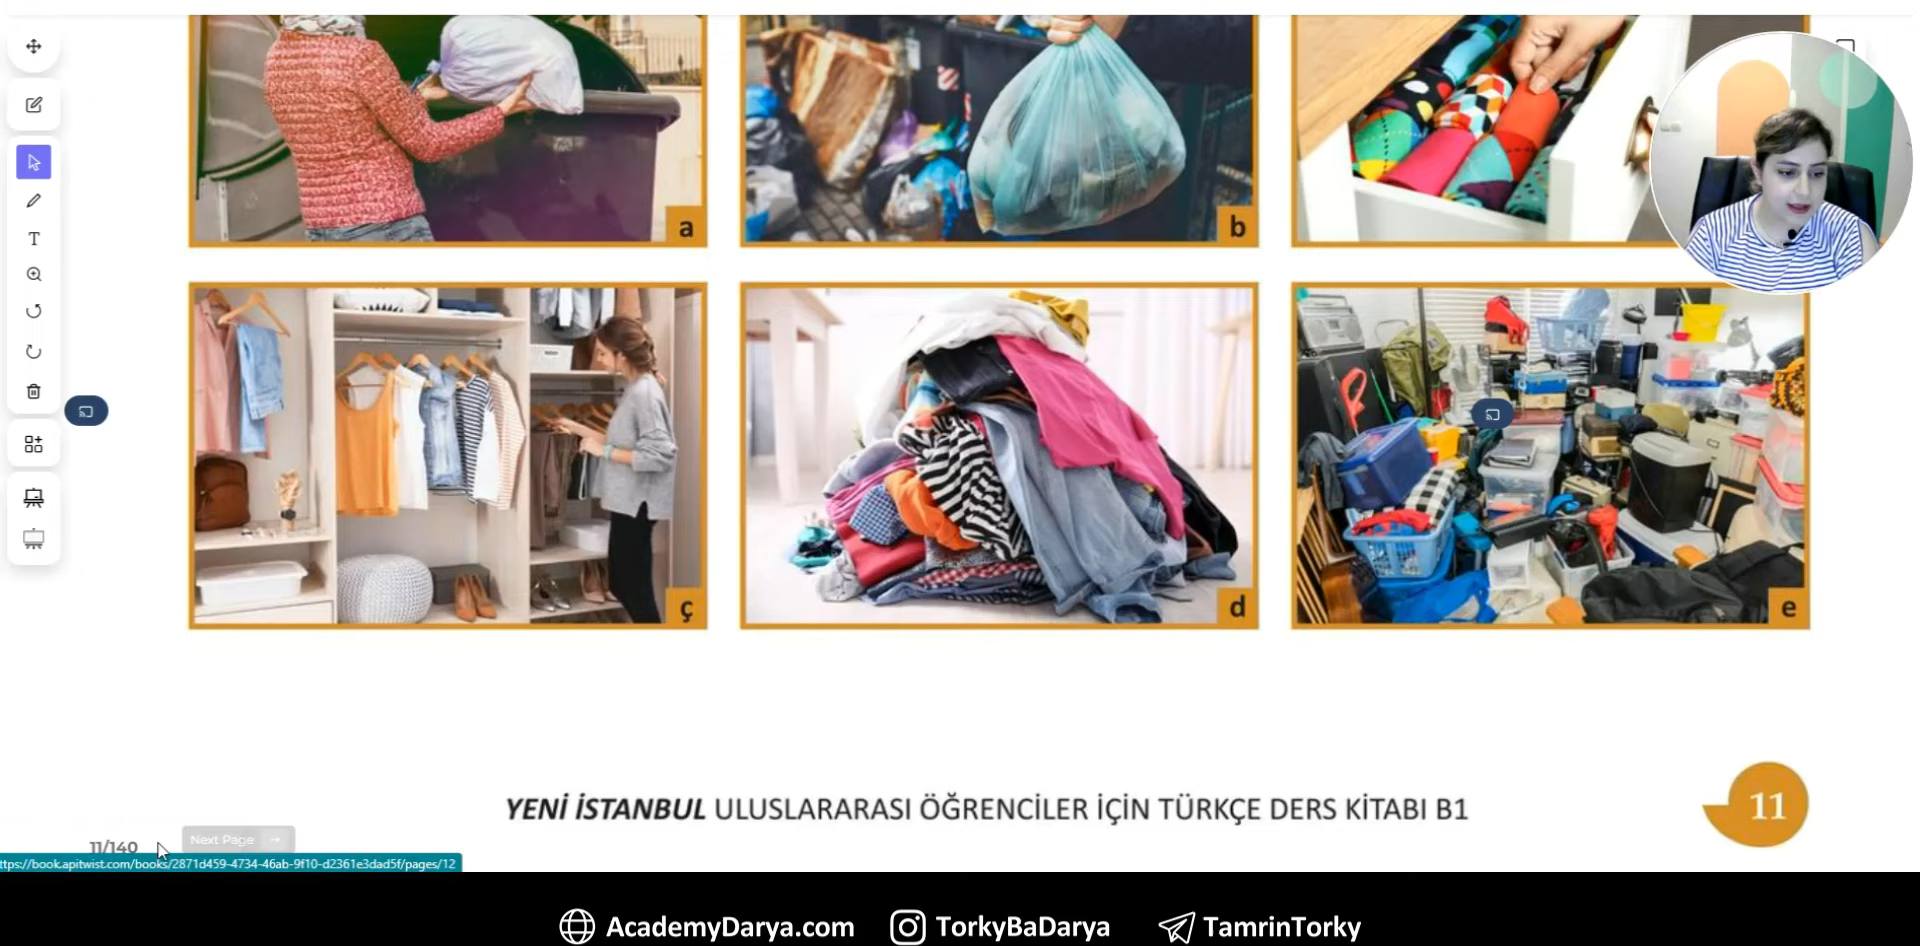 a
b
ç
d
e
T
YENİ İSTANBUL ULUSLARARASI ÖĞRENCİLER İÇİN TÜRKÇE DERS KİTABI B1
11
11/140
Next Page →
ttps://book.apitwist.com/books/2871d459-4734-46ab-9f10-d2361e3dad5f/pages/12
AcademyDarya.com TorkyBaDarya TamrinTorky